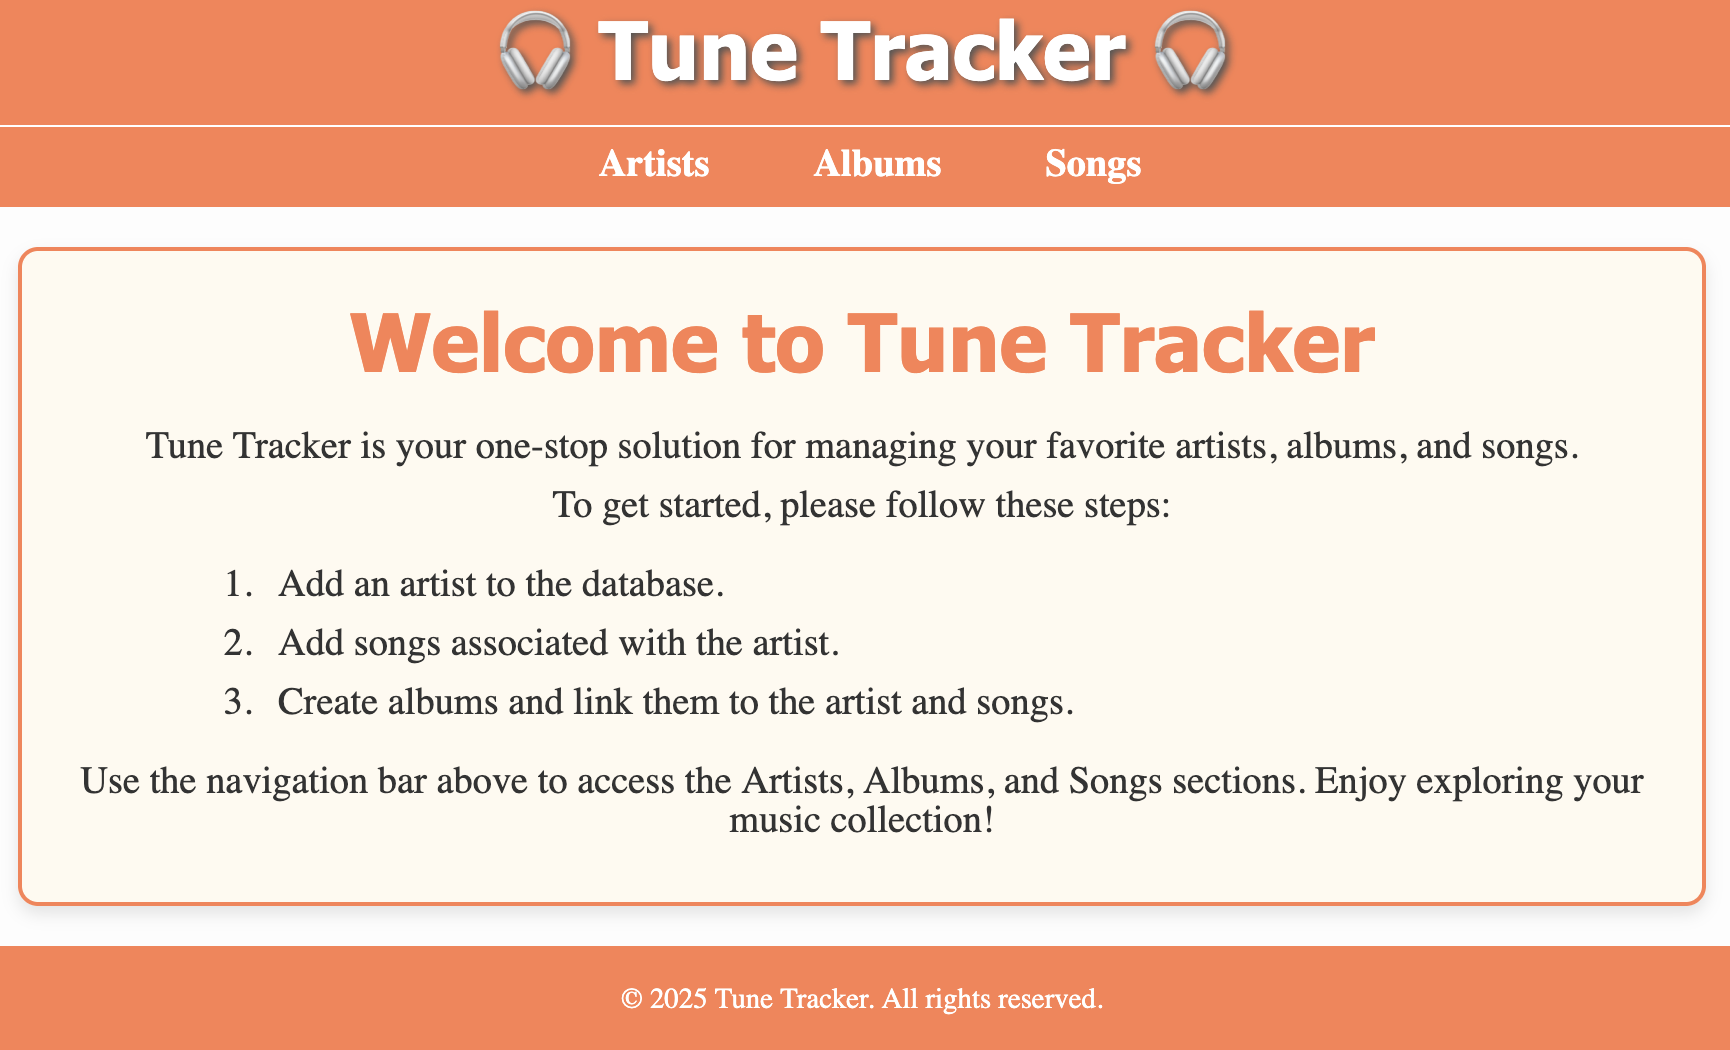 Tune Tracker
Artists Albums Songs
Welcome to Tune Tracker
Tune Tracker is your one-stop solution for managing your favorite artists, albums, and songs.
To get started, please follow these steps:
1. Add an artist to the database.
2. Add songs associated with the artist.
3. Create albums and link them to the artist and songs.
Use the navigation bar above to access the Artists, Albums, and Songs sections. Enjoy exploring your
music collection!
© 2025 Tune Tracker. All rights reserved.